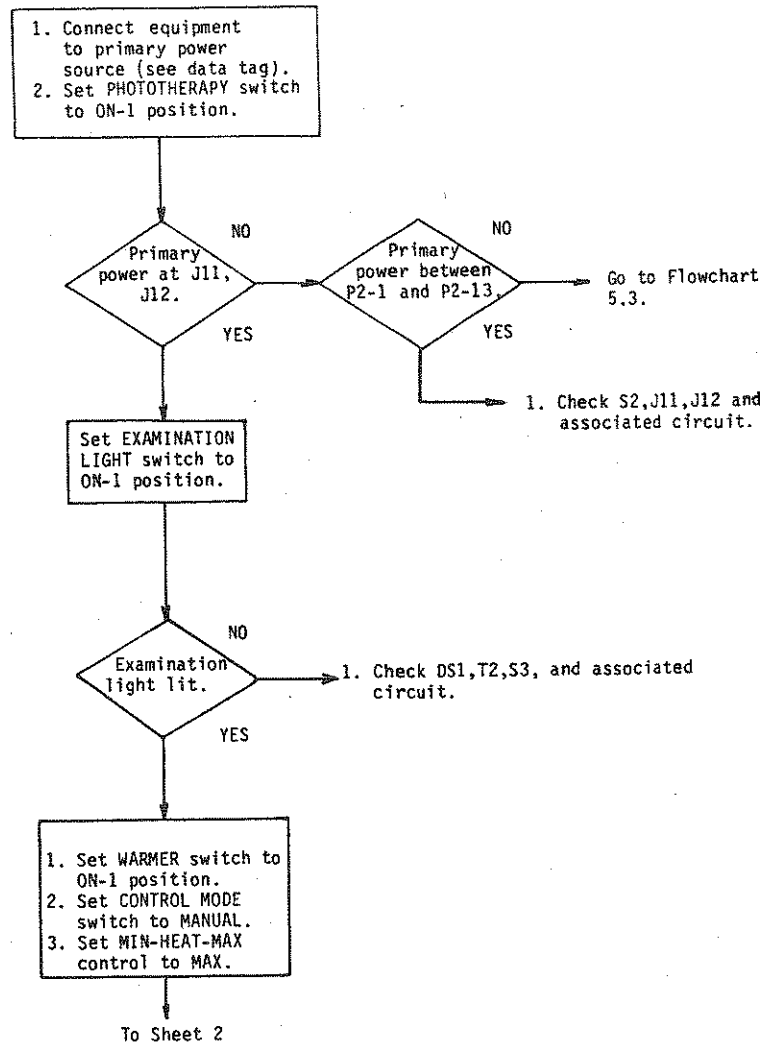 1. Connect equipment
to primary power
source (see data tag).
2. Set PHOTOTHERAPY switch
to ON-1 position.
NO
Primary
power at J11,
J12.
YES
NO
Primary
power between
P2-1 and P2-13.
YES
Go to Flowchart
5.3.
1. Check S2,J11,J12 and
associated circuit.
Set EXAMINATION
LIGHT switch to
ON-1 position.
NO
Examination
light lit.
YES
1. Check DS1,T2,S3, and associated
circuit.
1. Set WARMER switch to
ON-1 position.
2. Set CONTROL MODE
switch to MANUAL.
3. Set MIN-HEAT-MAX
control to MAX.
To Sheet 2